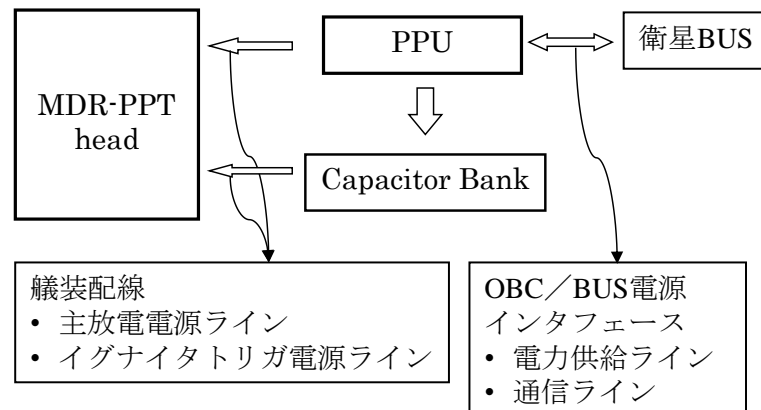 PPU
衛星BUS
MDR-PPT
head
Capacitor Bank
艤装配線
• 主放電電源ライン
• イグナイタトリガ電源ライン
OBC／BUS電源
インタフェース
• 電力供給ライン
• 通信ライン